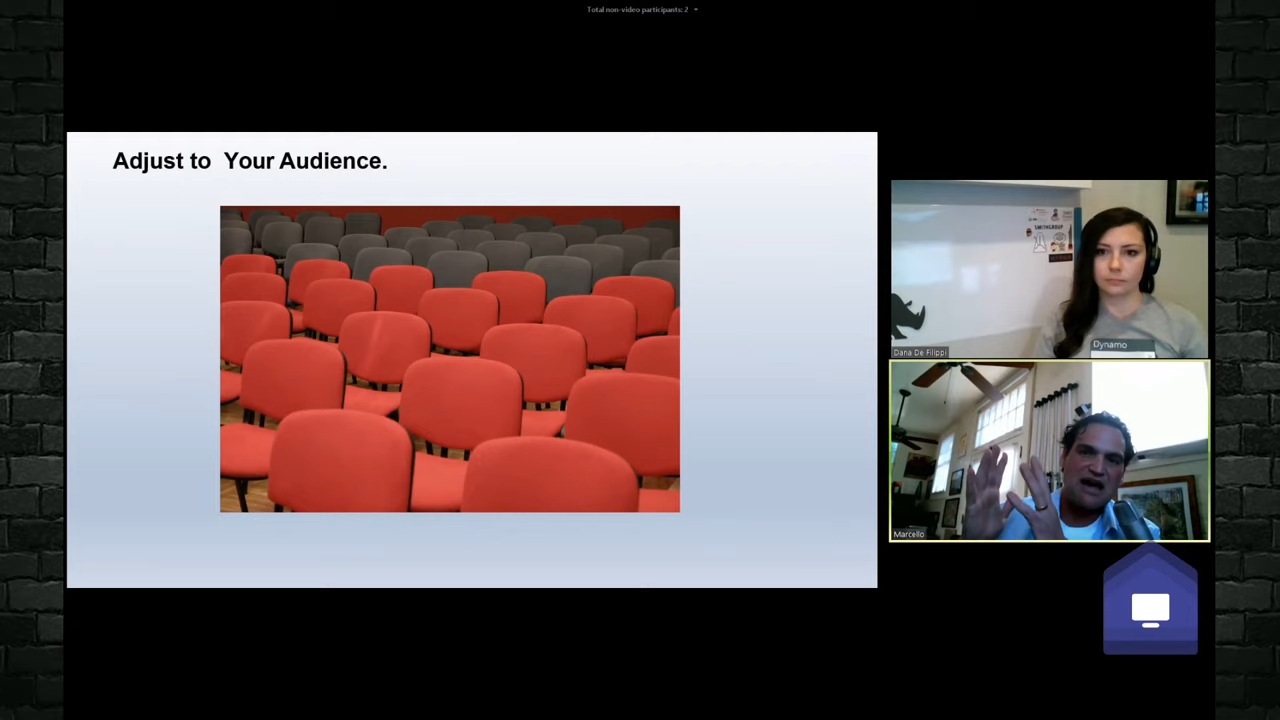 Total non-video participants: 2
Adjust to Your Audience.
SMITHGROUP
Dynamo
Dana De Filippi
Marcello